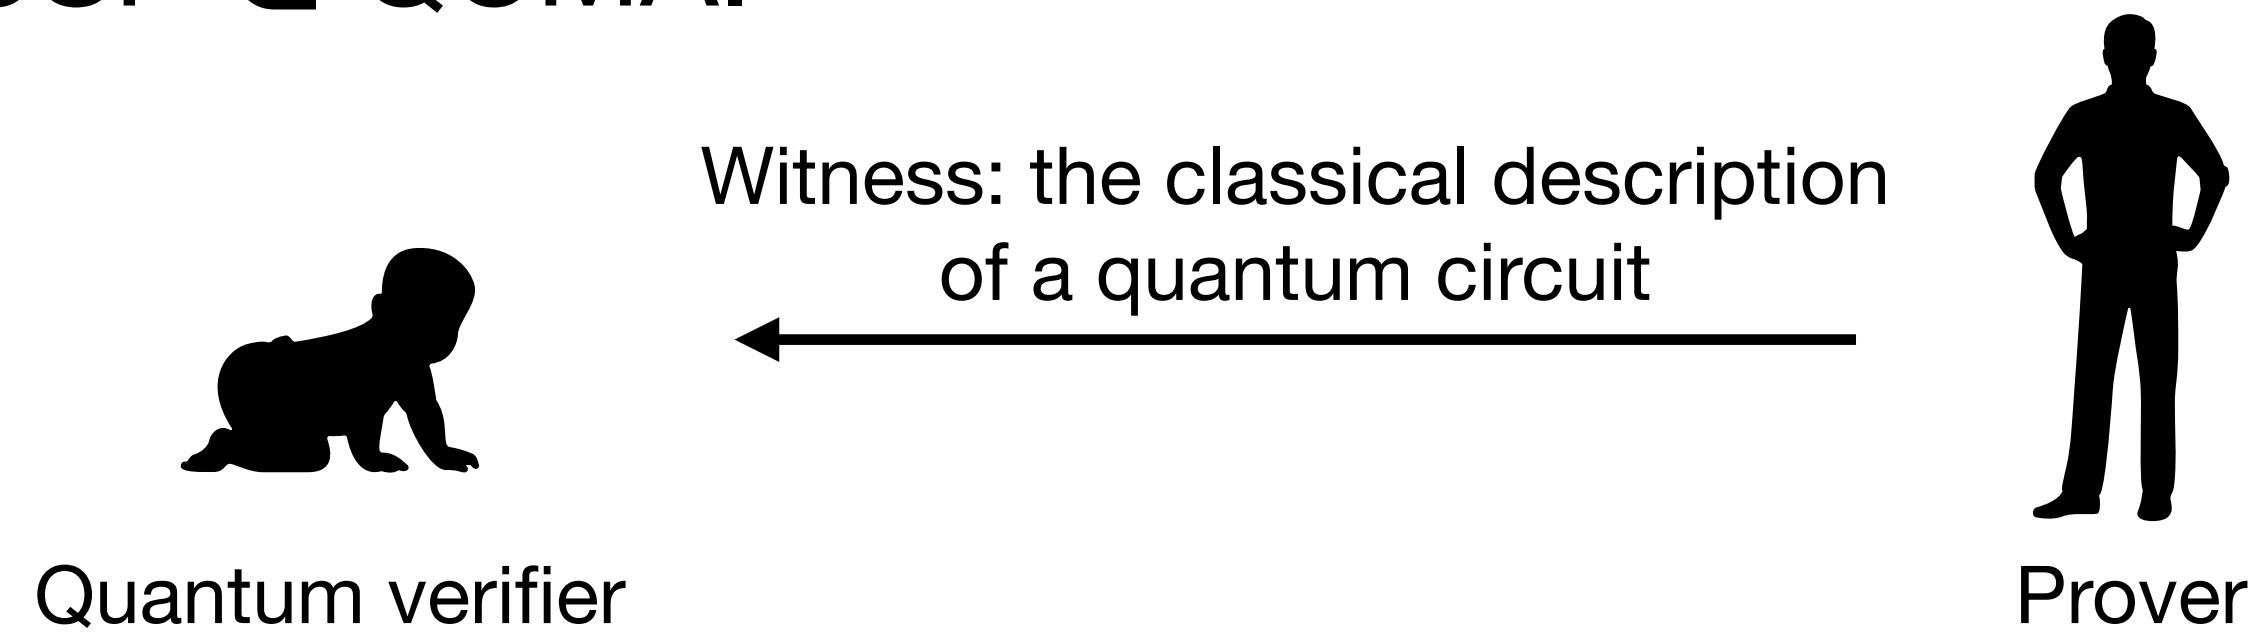 Witness: the classical description
of a quantum circuit
Quantum verifier
Prover